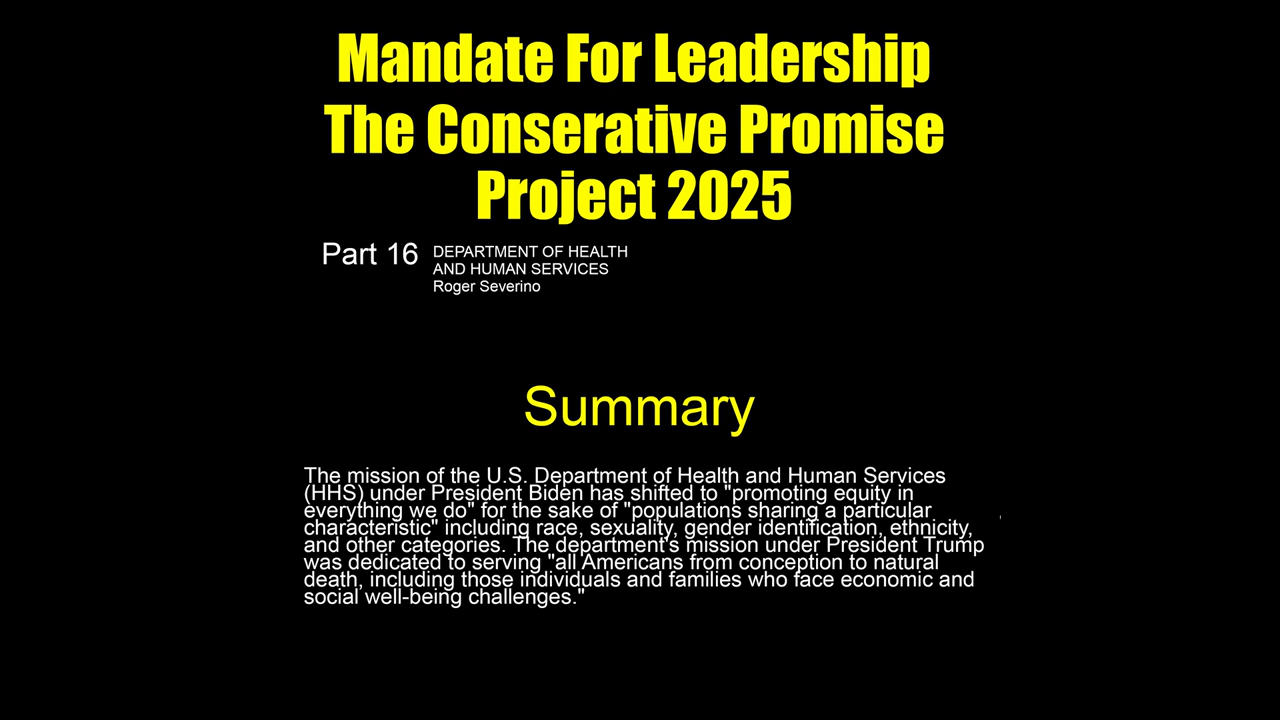 Mandate For Leadership
The Conserative Promise
Project 2025
Part 16
DEPARTMENT OF HEALTH
AND HUMAN SERVICES
Roger Severino
Summary
The mission of the U.S. Department of Health and Human Services
(HHS) under President Biden has shifted to "promoting equity in
everything we do" for the sake of "populations sharing a particular
characteristic" including race, sexuality, gender identification, ethnicity,
and other categories. The department's mission under President Trump
was dedicated to serving "all Americans from conception to natural
death, including those individuals and families who face economic and
social well-being challenges."